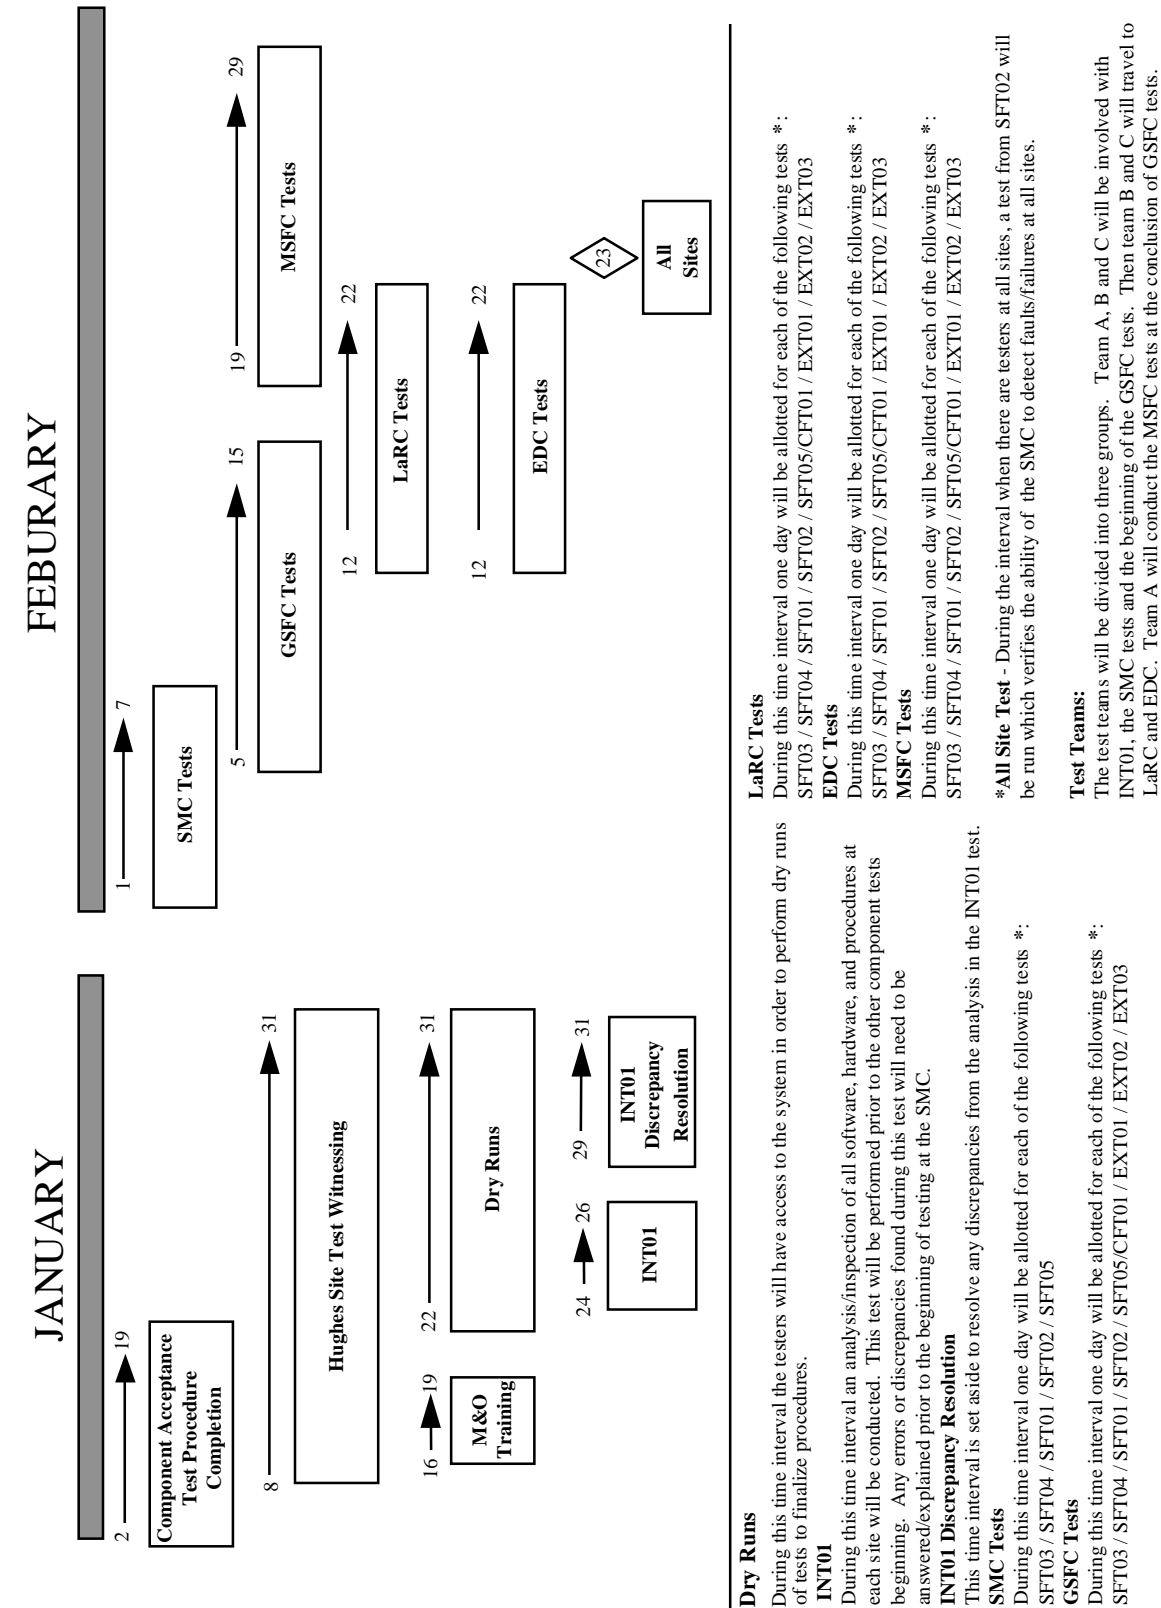 JANUARY
2 19
Component Acceptance
Test Procedure
Completion
8 31
Hughes Site Test Witnessing
16 19
M&O
Training
22 31
Dry Runs
24 26
INT01
29 31
INT01
Discrepancy
Resolution
FEBURARY
1 7
SMC Tests
5 15
GSFC Tests
19 29
MSFC Tests
12 22
LaRC Tests
12 22
EDC Tests
23
All
Sites
Dry Runs
During this time interval the testers will have access to the system in order to perform dry runs
of tests to finalize procedures.
INT01
During this time interval an analysis/inspection of all software, hardware, and procedures at
each site will be conducted. This test will be performed prior to the other component tests
beginning. Any errors or discrepancies found during this test will need to be
answered/explained prior to the beginning of testing at the SMC.
INT01 Discrepancy Resolution
This time interval is set aside to resolve any discrepancies from the analysis in the INT01 test.
SMC Tests
During this time interval one day will be allotted for each of the following tests *:
SFT03 / SFT04 / SFT01 / SFT02 / SFT05
GSFC Tests
During this time interval one day will be allotted for each of the following tests *:
SFT03 / SFT04 / SFT01 / SFT02 / SFT05/CFT01 / EXT01 / EXT02 / EXT03
LaRC Tests
During this time interval one day will be allotted for each of the following tests *:
SFT03 / SFT04 / SFT01 / SFT02 / SFT05/CFT01 / EXT01 / EXT02 / EXT03
EDC Tests
During this time interval one day will be allotted for each of the following tests *:
SFT03 / SFT04 / SFT01 / SFT02 / SFT05/CFT01 / EXT01 / EXT02 / EXT03
MSFC Tests
During this time interval one day will be allotted for each of the following tests *:
SFT03 / SFT04 / SFT01 / SFT02 / SFT05/CFT01 / EXT01 / EXT02 / EXT03
*All Site Test - During the interval when there are testers at all sites, a test from SFT02 will
be run which verifies the ability of the SMC to detect faults/failures at all sites.
Test Teams:
The test teams will be divided into three groups. Team A, B and C will be involved with
INT01, the SMC tests and the beginning of the GSFC tests. Then team B and C will travel to
LaRC and EDC. Team A will conduct the MSFC tests at the conclusion of GSFC tests.